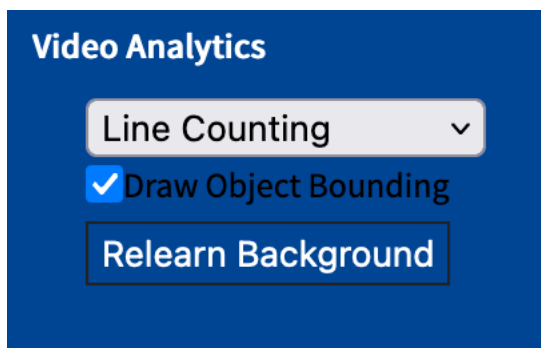 Video Analytics
Line Counting
Draw Object Bounding
Relearn Background